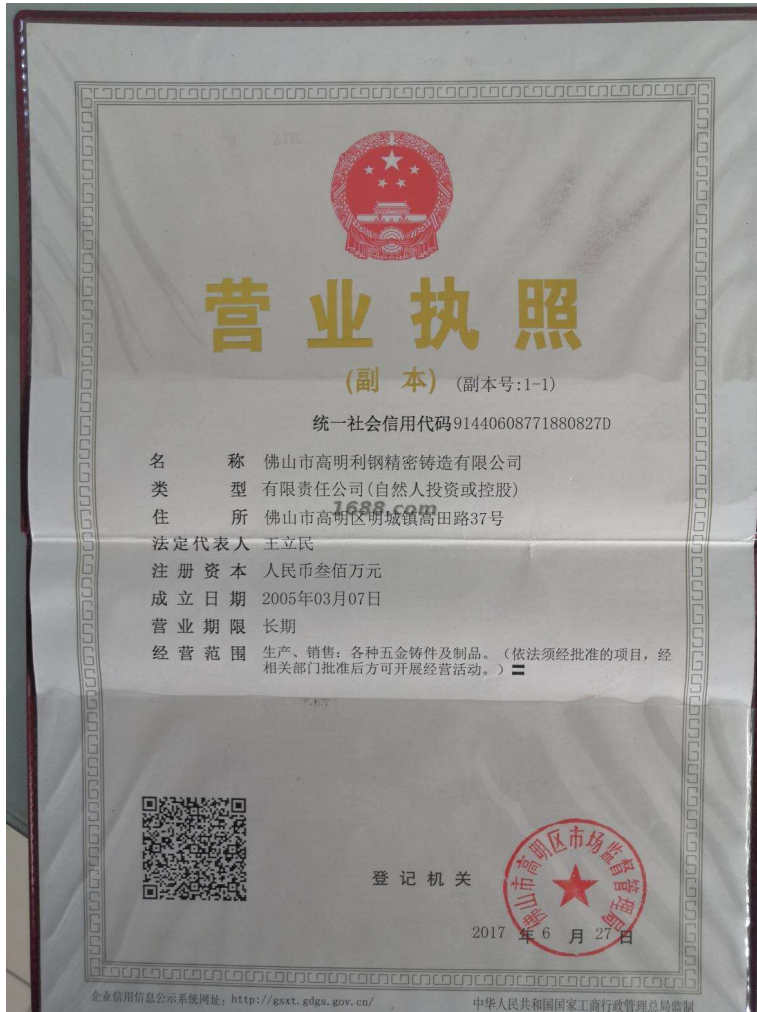 营业执照
(副 本) (副本号:1-1)
统一社会信用代码91440608771880827D
名 称 佛山市高明利钢精密铸造有限公司
类 型 有限责任公司(自然人投资或控股)
住 所 佛山市高明区明城镇高田路37号
1688.com
法定代表人 王立民
注册资本 人民币叁佰万元
成立日期 2005年03月07日
营业期限 长期
经营范围 生产、销售：各种五金铸件及制品。（依法须经批准的项目，经
相关部门批准后方可开展经营活动。）〓
登记机关
佛山市高明区市场监督管理局
2017 年 6 月 27 日
企业信用信息公示系统网址：http://gsxt.gdgs.gov.cn/
中华人民共和国国家工商行政管理总局监制